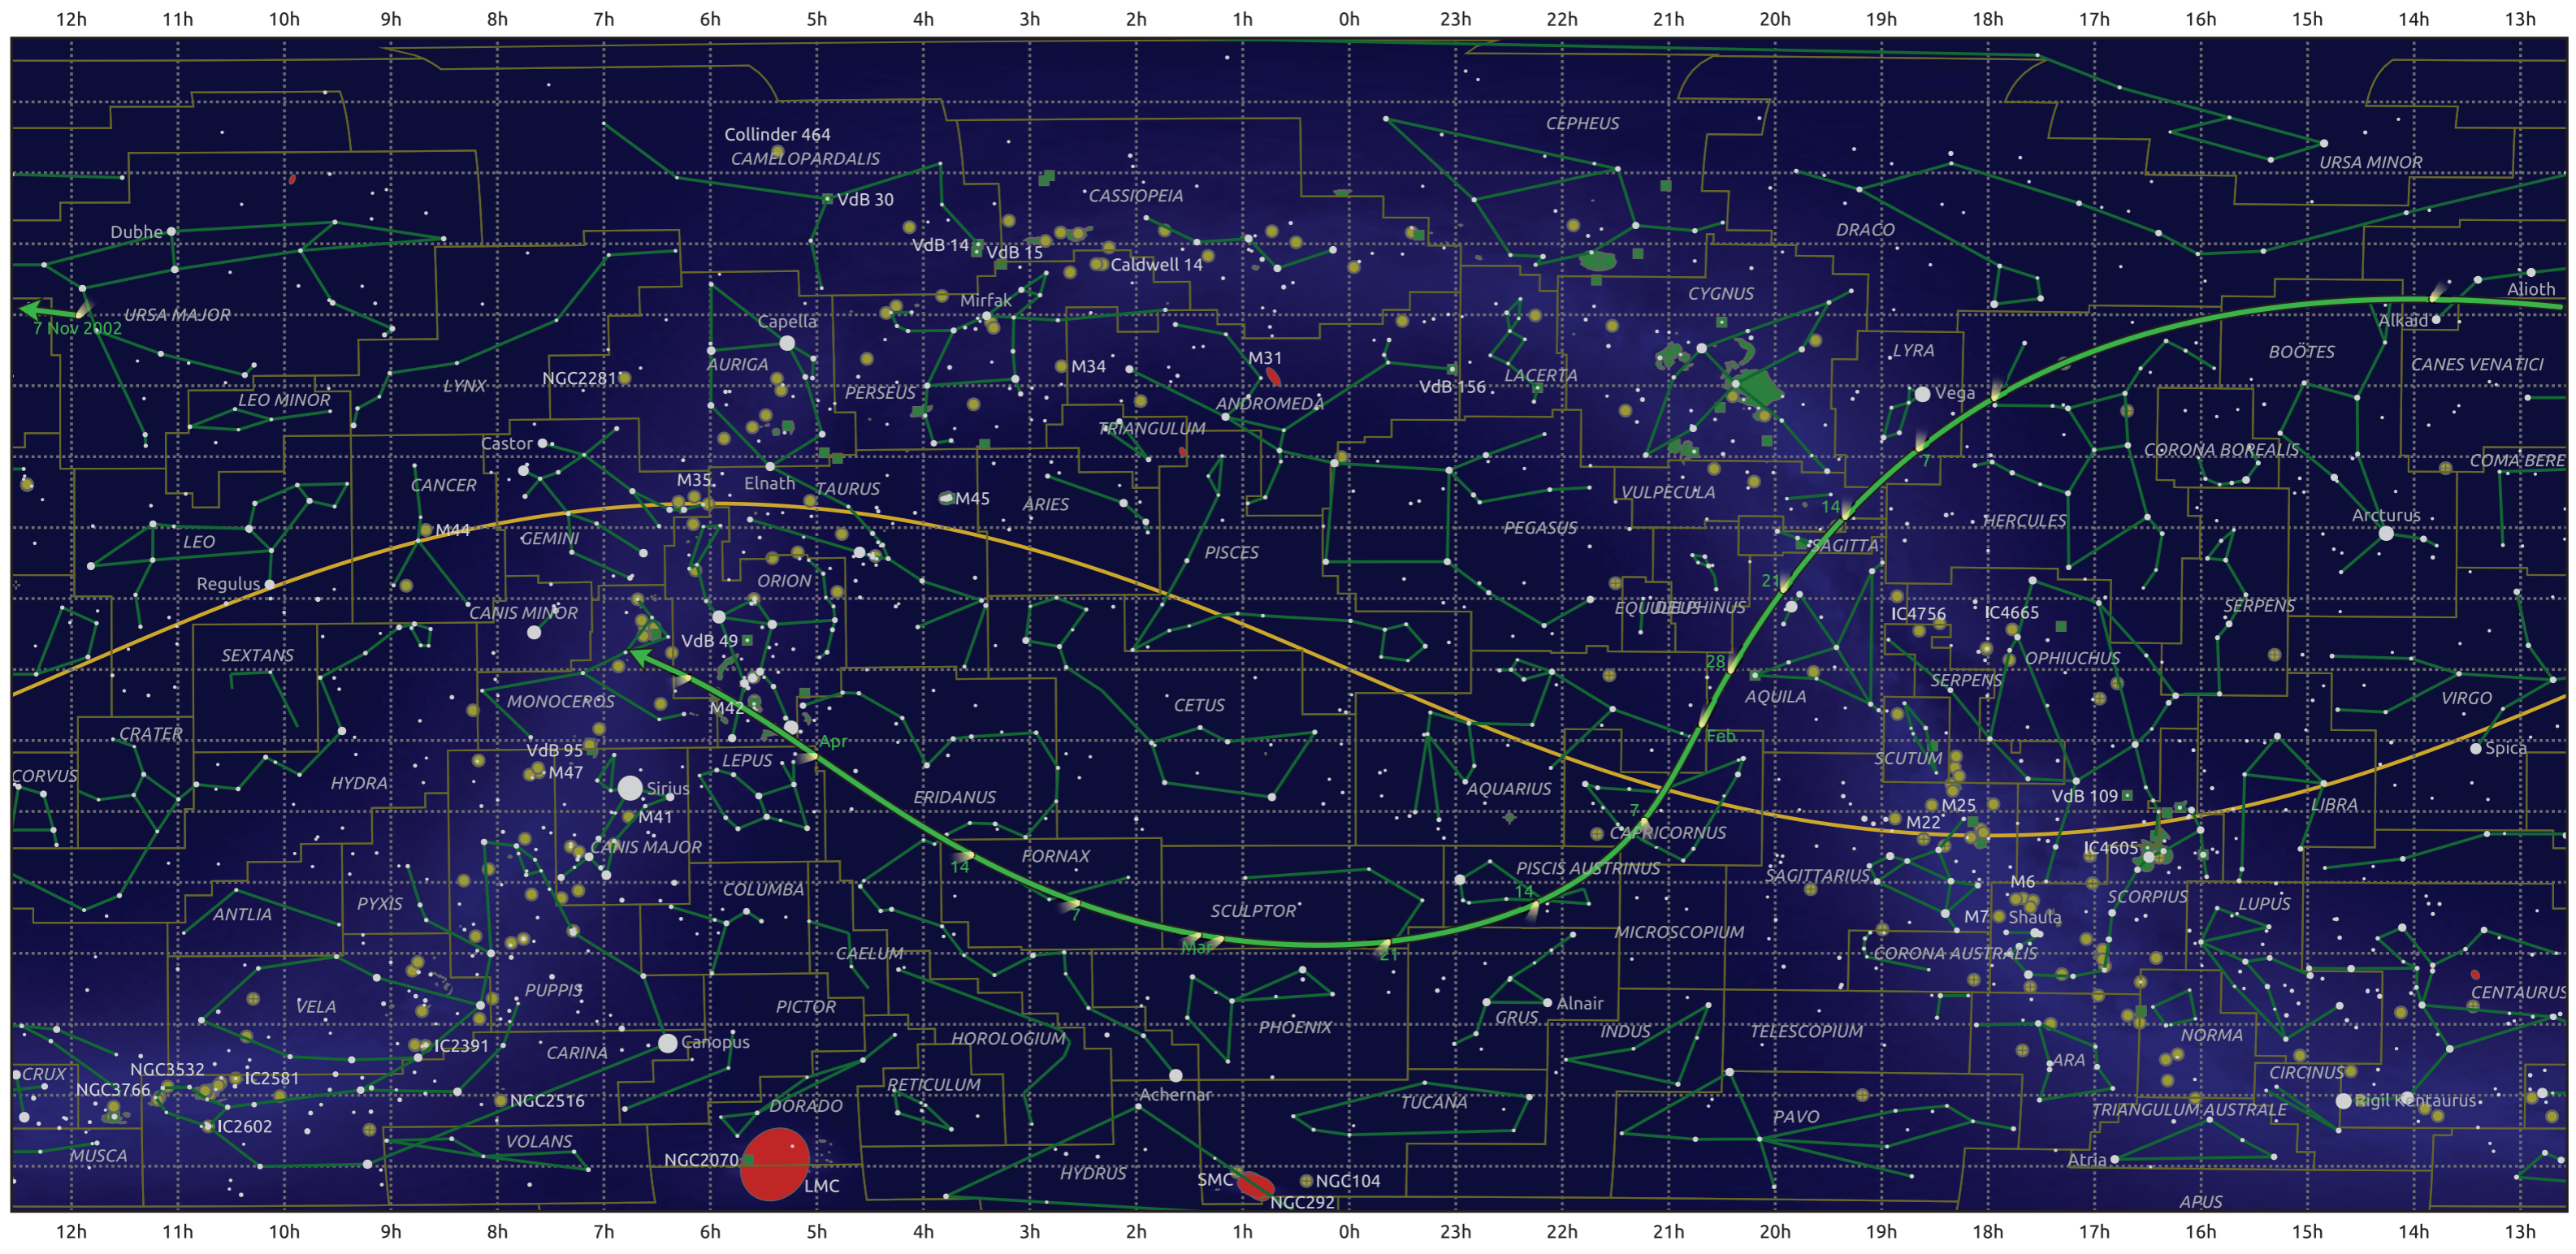 12h 11h 10h 9h 8h 7h 6h 5h 4h 3h 2h 1h 0h 23h 22h 21h 20h 19h 18h 17h 16h 15h 14h 13h
Collinder 464
CAMELOPARDALIS
CEPHEUS
URSA MINOR
VdB 30
CASSIOPEIA
Dubhe
VdB 14
VdB 15
Caldwell 14
DRACO
7 Nov 2002
URSA MAJOR
Mirfak
CYGNUS
Alioth
Capella
Alkaid
AURIGA
M31
M34
LYRA
BOÖTES
CANES VENATICI
NGC2281
LYNX
PERSEUS
VdB 156
LACERTA
LEO MINOR
ANDROMEDA
Vega
Castor
TRIANGULUM
7
CORONA BOREALIS
COMA BERE
CANCER
M35
Elnath
TAURUS
M45
ARIES
VULPECULA
14
Arcturus
M44
LEO
GEMINI
PISCES
PEGASUS
SAGITTA
HERCULES
Regulus
ORION
21
CANIS MINOR
EQUULEUS
DELPHINUS
IC4756
IC4665
SERPENS
SEXTANS
VdB 49
28
OPHIUCHUS
MONOCEROS
M42
CETUS
AQUILA
SERPENS
VIRGO
CRATER
Apr
Feb
VdB 95
M47
LEPUS
SCUTUM
Spica
CORVUS
HYDRA
Sirius
ERIDANUS
AQUARIUS
VdB 109
M25
LIBRA
M41
7
M22
CANIS MAJOR
FORNAX
CAPRICORNUS
IC4605
14
PISCIS AUSTRINUS
SAGITTARIUS
M6
COLUMBA
14
SCORPIUS
ANTLIA
PYXIS
7
SCULPTOR
M7
Shaula
LUPUS
Mar
21
MICROSCOPIUM
CAELUM
CORONA AUSTRALIS
VELA
PUPPIS
PICTOR
Alnair
CENTAURUS
GRUS
PHOENIX
INDUS
TELESCOPIUM
NORMA
IC2391
CARINA
Canopus
HOROLOGIUM
ARA
CRUX
NGC3532
IC2581
RETICULUM
CIRCINUS
NGC3766
NGC2516
DORADO
Achernar
TUCANA
PAVO
TRIANGULUM AUSTRALE
Rigil Kentaurus
IC2602
VOLANS
MUSCA
NGC2070
LMC
HYDRUS
SMC
NGC104
NGC292
Atria
APUS
12h 11h 10h 9h 8h 7h 6h 5h 4h 3h 2h 1h 0h 23h 22h 21h 20h 19h 18h 17h 16h 15h 14h 13h